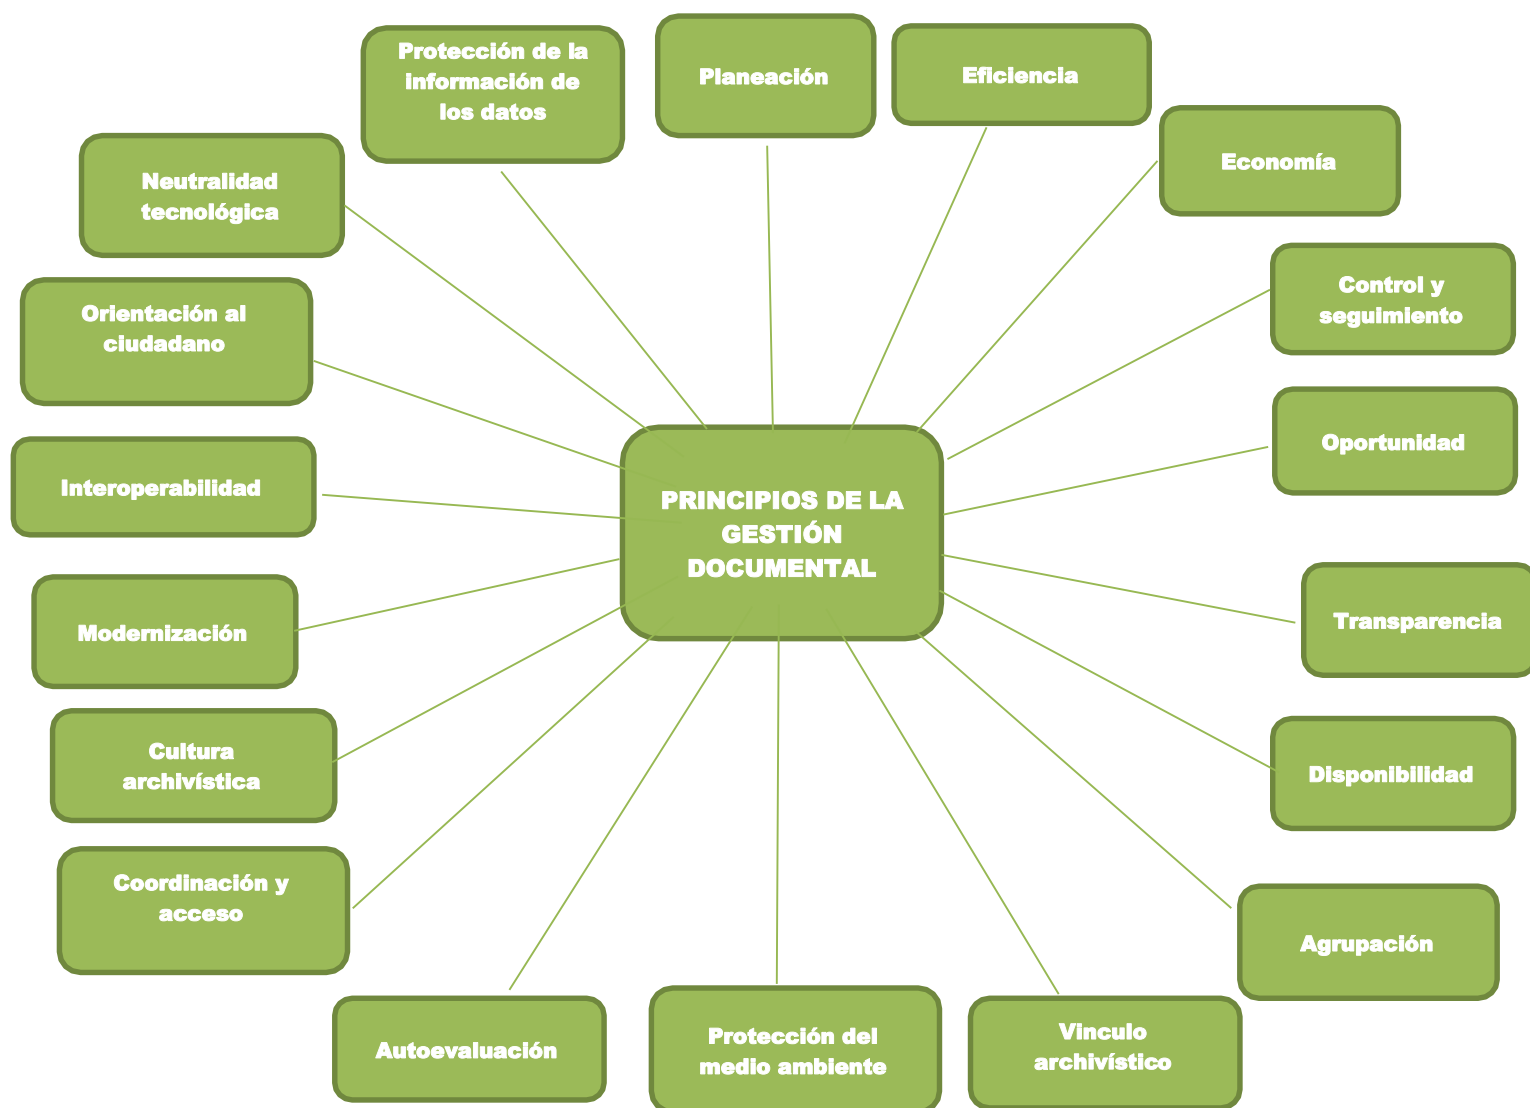 PRINCIPIOS DE LA
GESTIÓN
DOCUMENTAL
Planeación
Eficiencia
Economía
Control y
seguimiento
Oportunidad
Transparencia
Disponibilidad
Agrupación
Vinculo
archivístico
Protección del
medio ambiente
Autoevaluación
Coordinación y
acceso
Cultura
archivística
Modernización
Interoperabilidad
Orientación al
ciudadano
Neutralidad
tecnológica
Protección de la
información de
los datos